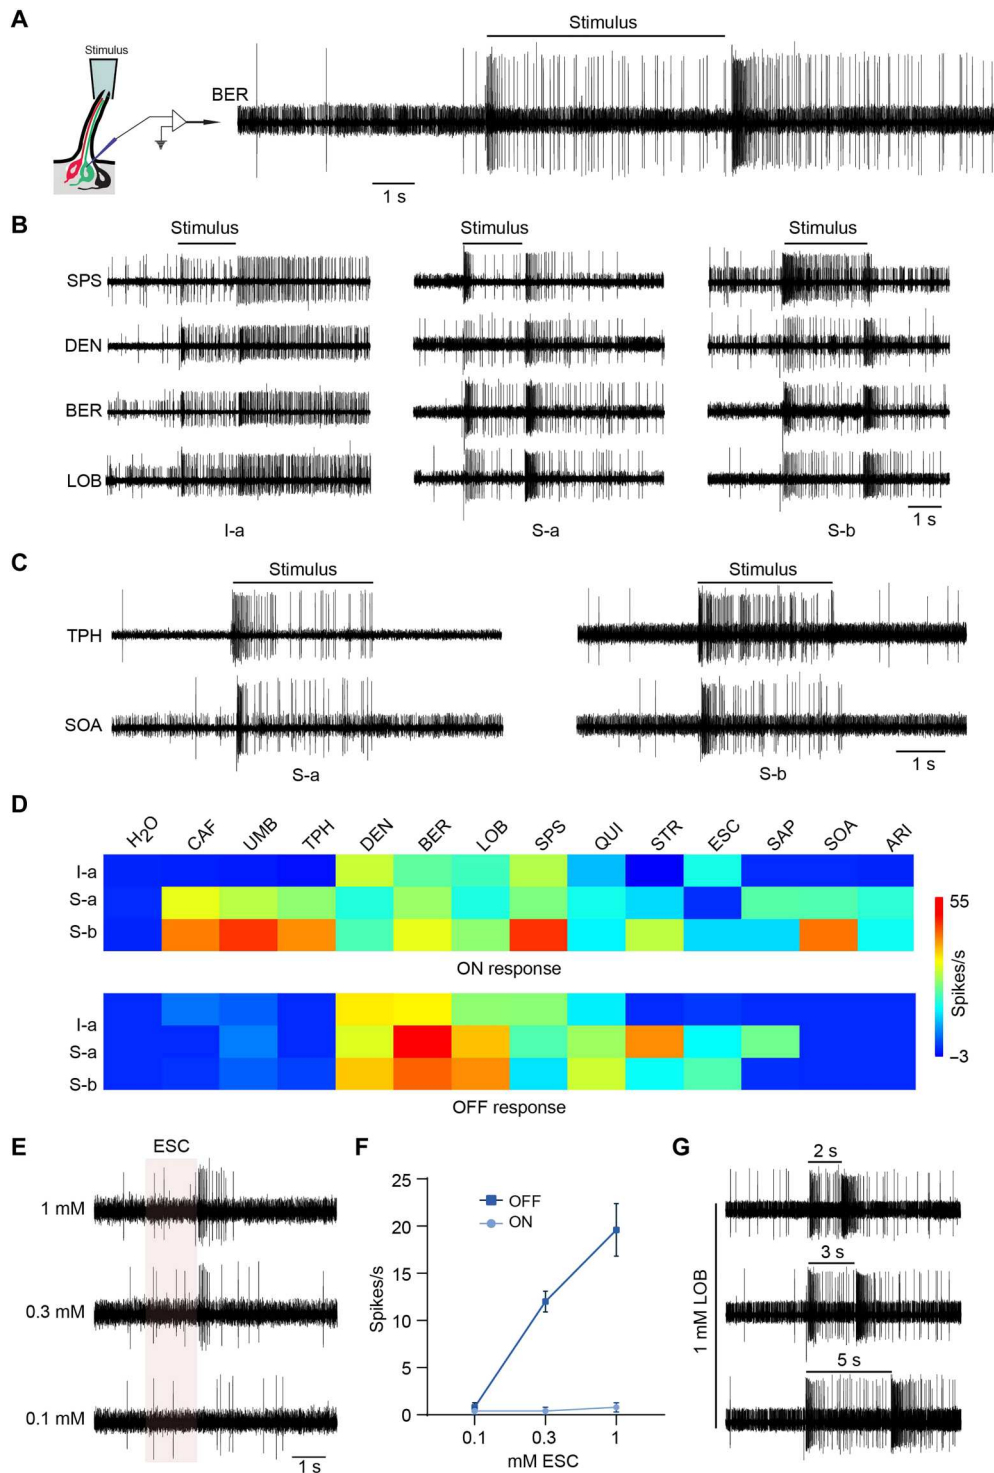 A
Stimulus
Stimulus
BER
1 s
B
Stimulus
Stimulus
Stimulus
SPS
DEN
BER
LOB
1 s
I-a
S-a
S-b
C
Stimulus
Stimulus
TPH
SOA
1 s
S-a
S-b
D
H2O CAF UMB TPH DEN BER LOB SPS QUI STR ESC SAP SOA ARI
I-a
S-a
S-b
ON response
55
Spikes/s
−3
I-a
S-a
S-b
OFF response
E
ESC
1 mM
0.3 mM
0.1 mM
1 s
F
25
20
15
10
5
0
Spikes/s
OFF
ON
0.1 0.3 1
mM ESC
G
2 s
3 s
5 s
1 mM LOB